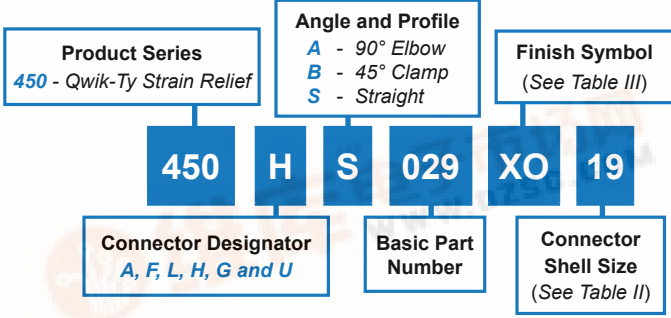 Product Series
450 - Qwik-Ty Strain Relief
Angle and Profile
A - 90° Elbow
B - 45° Clamp
S - Straight
Finish Symbol
(See Table III)
450 H S 029 XO 19
Connector Designator
A, F, L, H, G and U
Basic Part
Number
Connector
Shell Size
(See Table II)